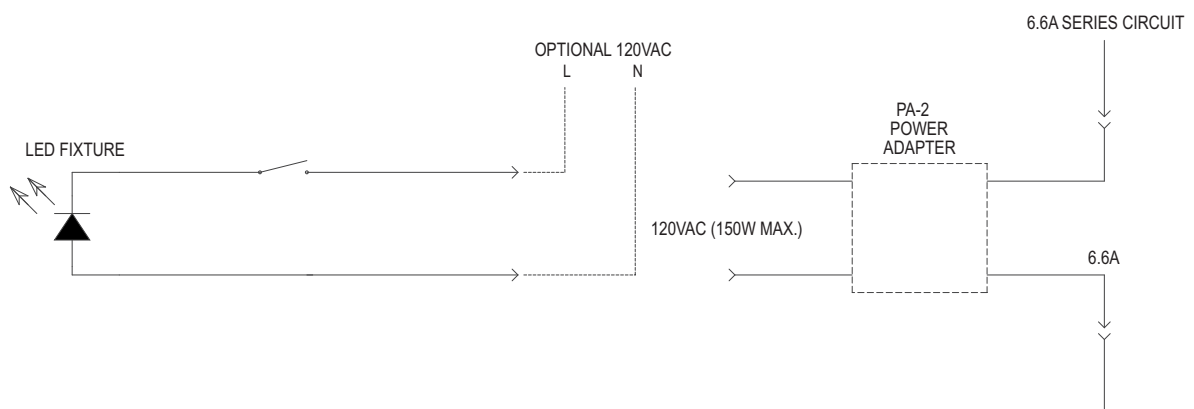 6.6A SERIES CIRCUIT
OPTIONAL 120VAC
L N
PA-2
POWER
ADAPTER
LED FIXTURE
120VAC (150W MAX.)
6.6A